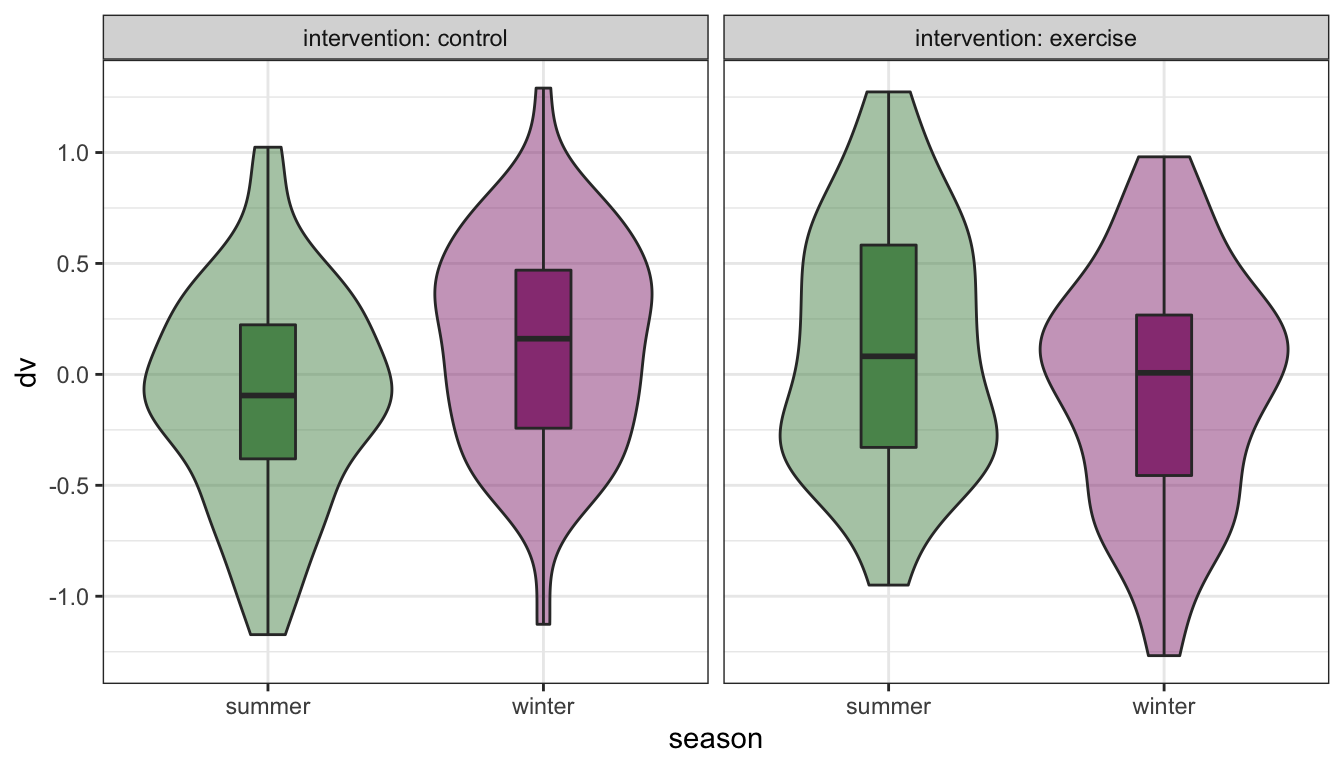 intervention: control
intervention: exercise
dv
1.0
0.5
0.0
-0.5
-1.0
summer
winter
summer
winter
season